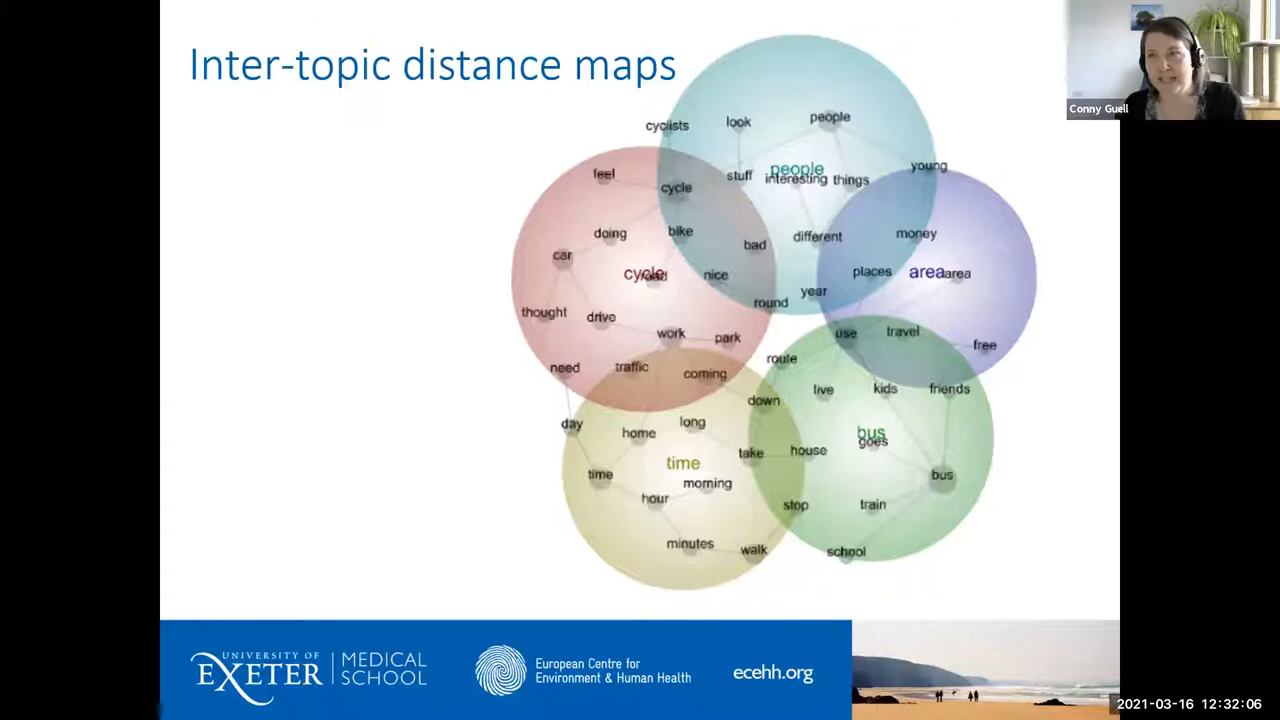 Inter-topic distance maps
Conny Guell
cyclists
look
people
feel
cycle
stuff
people
interesting
things
young
doing
bike
bad
different
money
car
cycle
nice
places
area
area
round
year
thought
drive
work
park
use
travel
free
need
traffic
coming
route
live
kids
friends
down
day
home
long
take
house
bus
goes
time
time
morning
hour
stop
train
bus
minutes
walk
school
UNIVERSITY OF
EXETER
MEDICAL
SCHOOL
European Centre for
Environment & Human Health
ecehh.org
2021-03-16 12:32:06